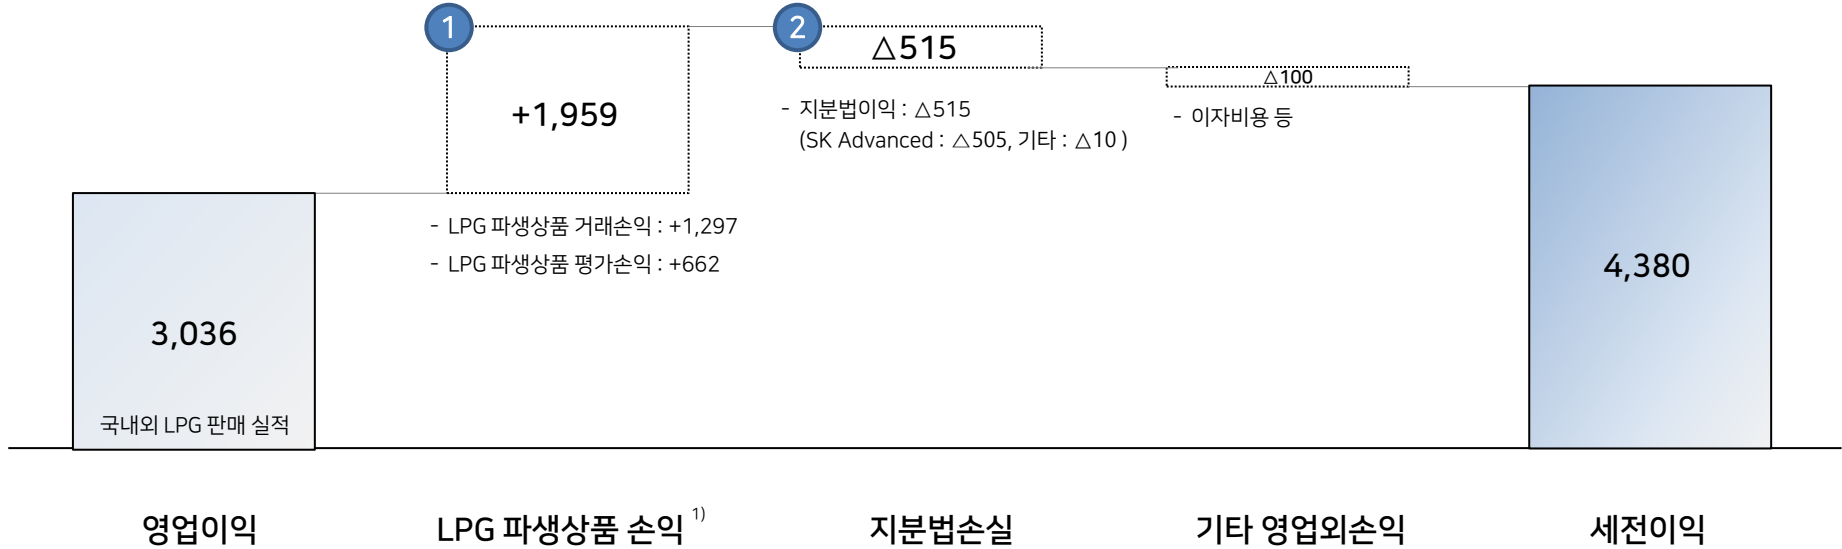 1
+1,959
- LPG 파생상품 거래손익 : +1,297
- LPG 파생상품 평가손익 : +662
2
△515
- 지분법이익 : △515
(SK Advanced : △505, 기타 : △10 )
△100
- 이자비용 등
3,036
국내외 LPG 판매 실적
4,380
영업이익
LPG 파생상품 손익 1)
지분법손실
기타 영업외손익
세전이익